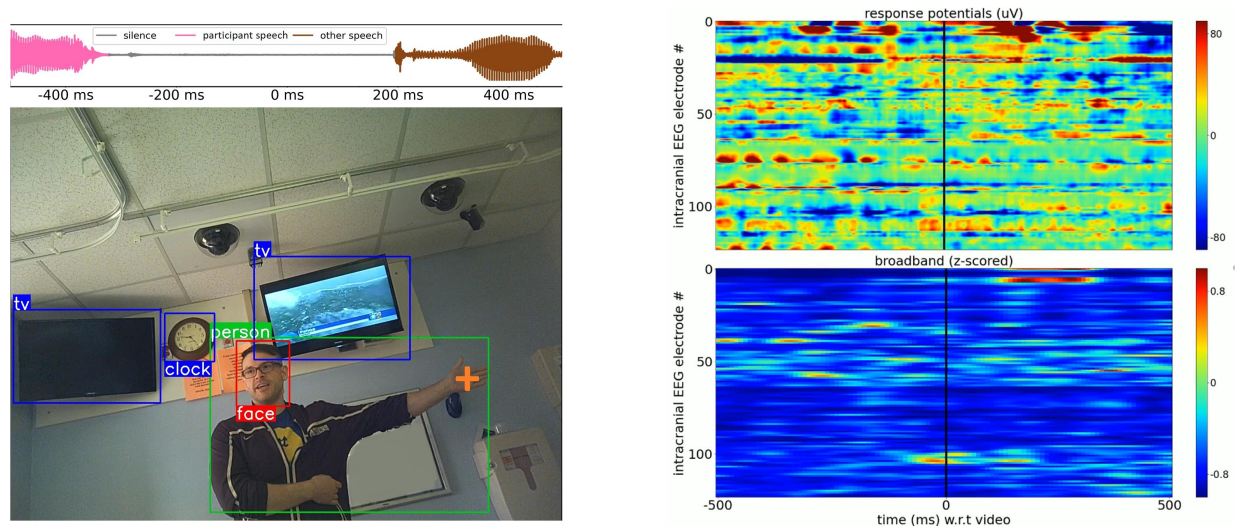 silence participant speech other speech
-400 ms -200 ms 0 ms 200 ms 400 ms
tv
tv
person
clock
face
response potentials (uV)
intracranial EEG electrode #
0
50
100
80
0
-80
broadband (z-scored)
intracranial EEG electrode #
0
50
100
0.8
0
-0.8
-500 0 500
time (ms) w.r.t video